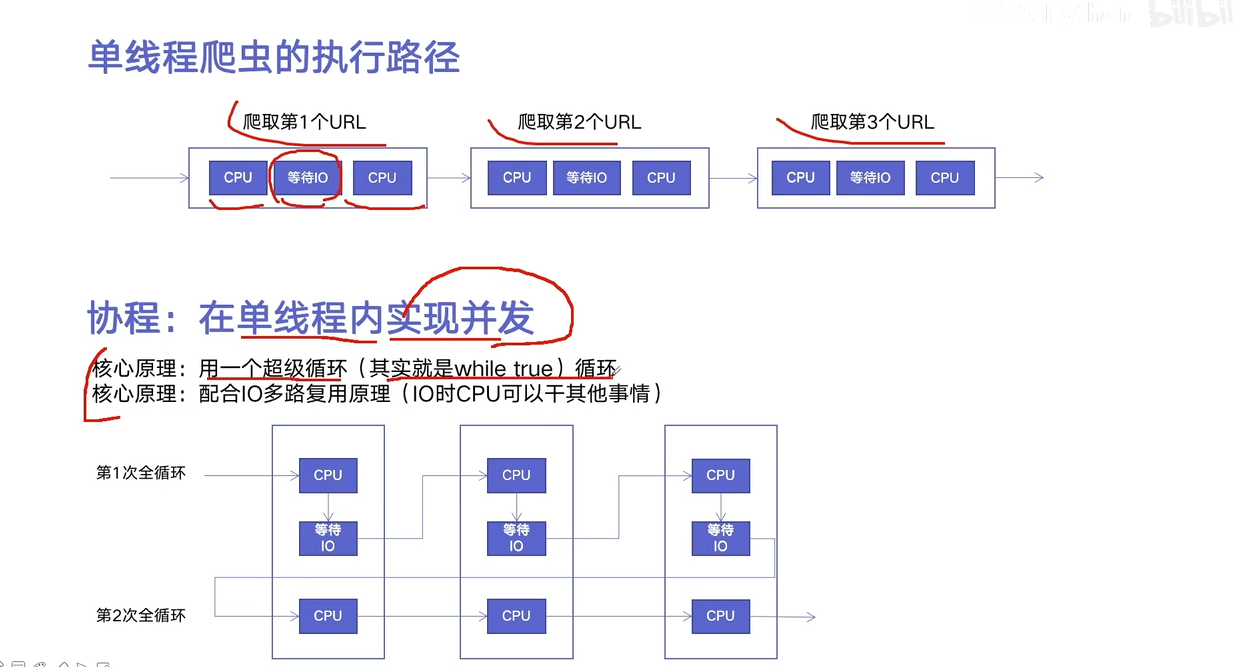 bilibili
单线程爬虫的执行路径
爬取第1个URL
爬取第2个URL
爬取第3个URL
CPU
等待IO
CPU
CPU
等待IO
CPU
CPU
等待IO
CPU
协程：在单线程内实现并发
核心原理：用一个超级循环（其实就是while true）循环
核心原理：配合IO多路复用原理（IO时CPU可以干其他事情）
第1次全循环
CPU
CPU
CPU
等待
IO
等待
IO
等待
IO
第2次全循环
CPU
CPU
CPU